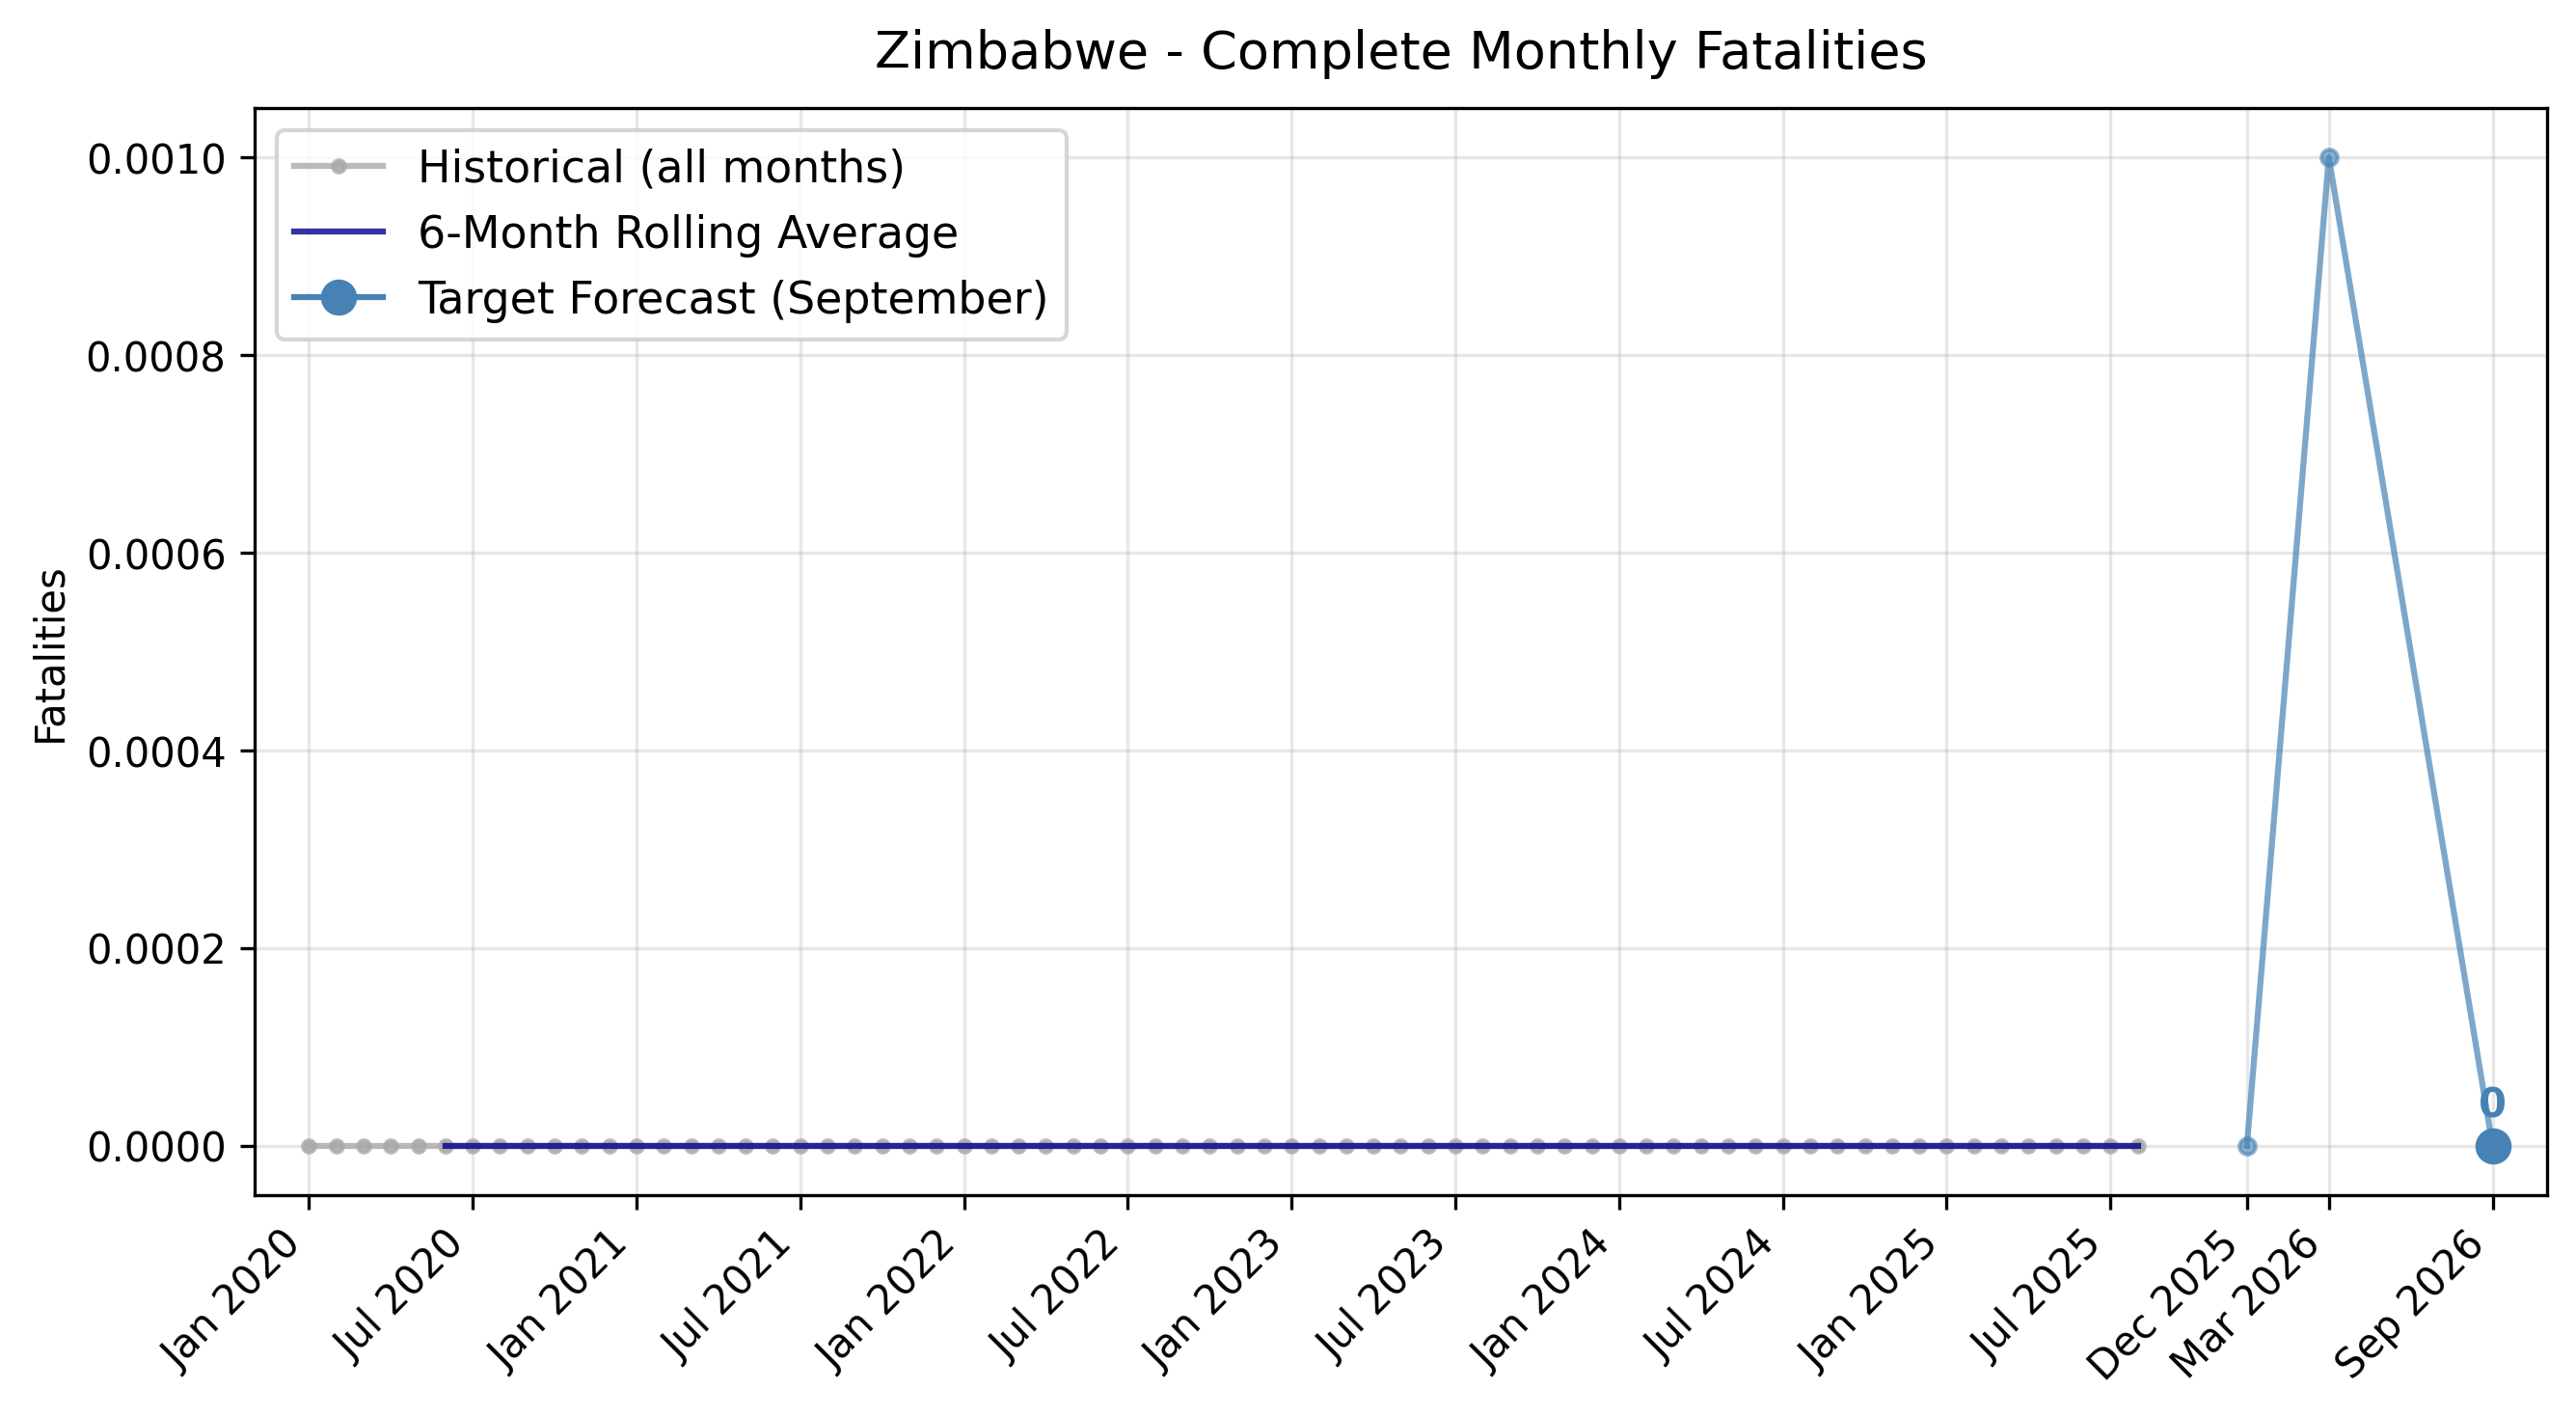 Zimbabwe - Complete Monthly Fatalities
Historical (all months)
6-Month Rolling Average
Target Forecast (September)
Fatalities
0.0010
0.0008
0.0006
0.0004
0.0002
0.0000
0
Jan 2020
Jul 2020
Jan 2021
Jul 2021
Jan 2022
Jul 2022
Jan 2023
Jul 2023
Jan 2024
Jul 2024
Jan 2025
Jul 2025
Dec 2025
Mar 2026
Sep 2026